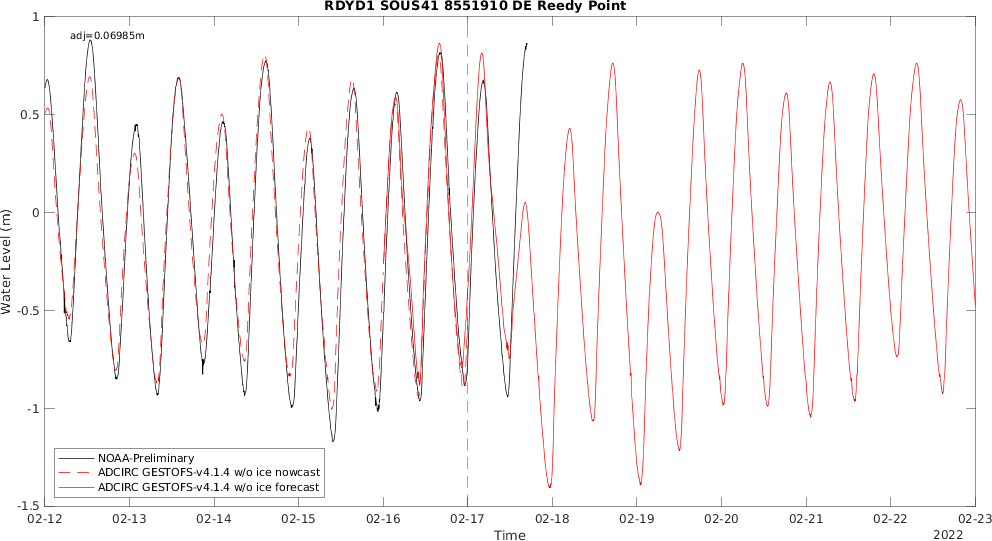 RDYD1 SOUS41 8551910 DE Reedy Point
adj=0.06985m
1
0.5
0
-0.5
-1
-1.5
Water Level (m)
NOAA-Preliminary
ADCIRC GESTOFS-v4.1.4 w/o ice nowcast
ADCIRC GESTOFS-v4.1.4 w/o ice forecast
02-12 02-13 02-14 02-15 02-16 02-17 02-18 02-19 02-20 02-21 02-22 02-23
Time
2022